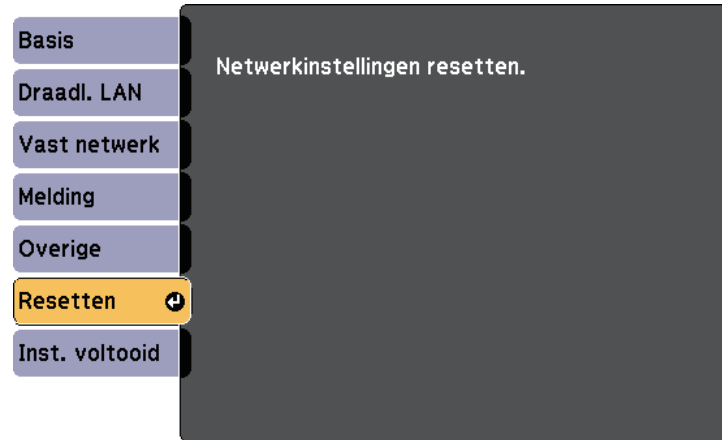 Basis
Draadl. LAN
Vast netwerk
Melding
Overige
Resetten
Inst. voltooid
Netwerkinstellingen resetten.